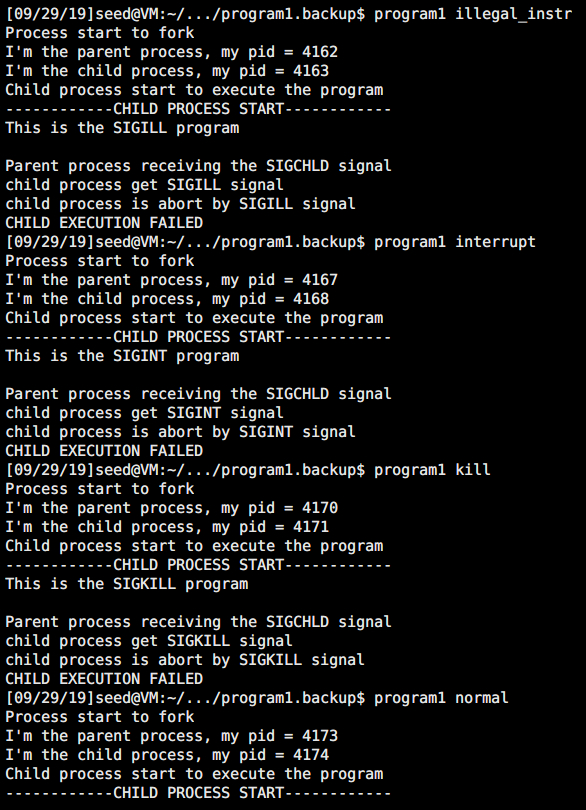 [09/29/19]seed@VM:~/.../program1.backup$ program1 illegal_instr
Process start to fork
I'm the parent process, my pid = 4162
I'm the child process, my pid = 4163
Child process start to execute the program
------------CHILD PROCESS START------------
This is the SIGILL program
Parent process receiving the SIGCHLD signal
child process get SIGILL signal
child process is abort by SIGILL signal
CHILD EXECUTION FAILED
[09/29/19]seed@VM:~/.../program1.backup$ program1 interrupt
Process start to fork
I'm the parent process, my pid = 4167
I'm the child process, my pid = 4168
Child process start to execute the program
------------CHILD PROCESS START------------
This is the SIGINT program
Parent process receiving the SIGCHLD signal
child process get SIGINT signal
child process is abort by SIGINT signal
CHILD EXECUTION FAILED
[09/29/19]seed@VM:~/.../program1.backup$ program1 kill
Process start to fork
I'm the parent process, my pid = 4170
I'm the child process, my pid = 4171
Child process start to execute the program
------------CHILD PROCESS START------------
This is the SIGKILL program
Parent process receiving the SIGCHLD signal
child process get SIGKILL signal
child process is abort by SIGKILL signal
CHILD EXECUTION FAILED
[09/29/19]seed@VM:~/.../program1.backup$ program1 normal
Process start to fork
I'm the parent process, my pid = 4173
I'm the child process, my pid = 4174
Child process start to execute the program
------------CHILD PROCESS START------------